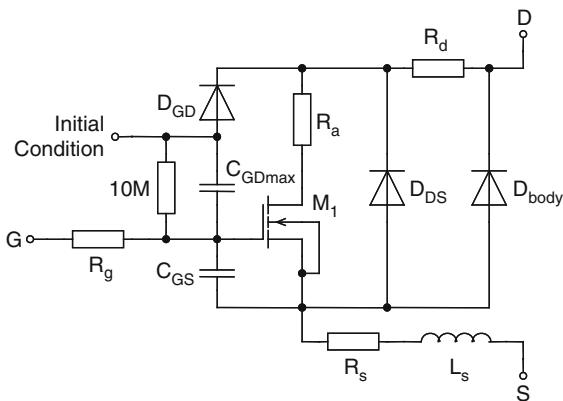 D
R_d
D_GD
Initial
Condition
R_a
10M
C_GDmax
M_1
D_DS
D_body
G
R_g
C_GS
R_s
L_s
S